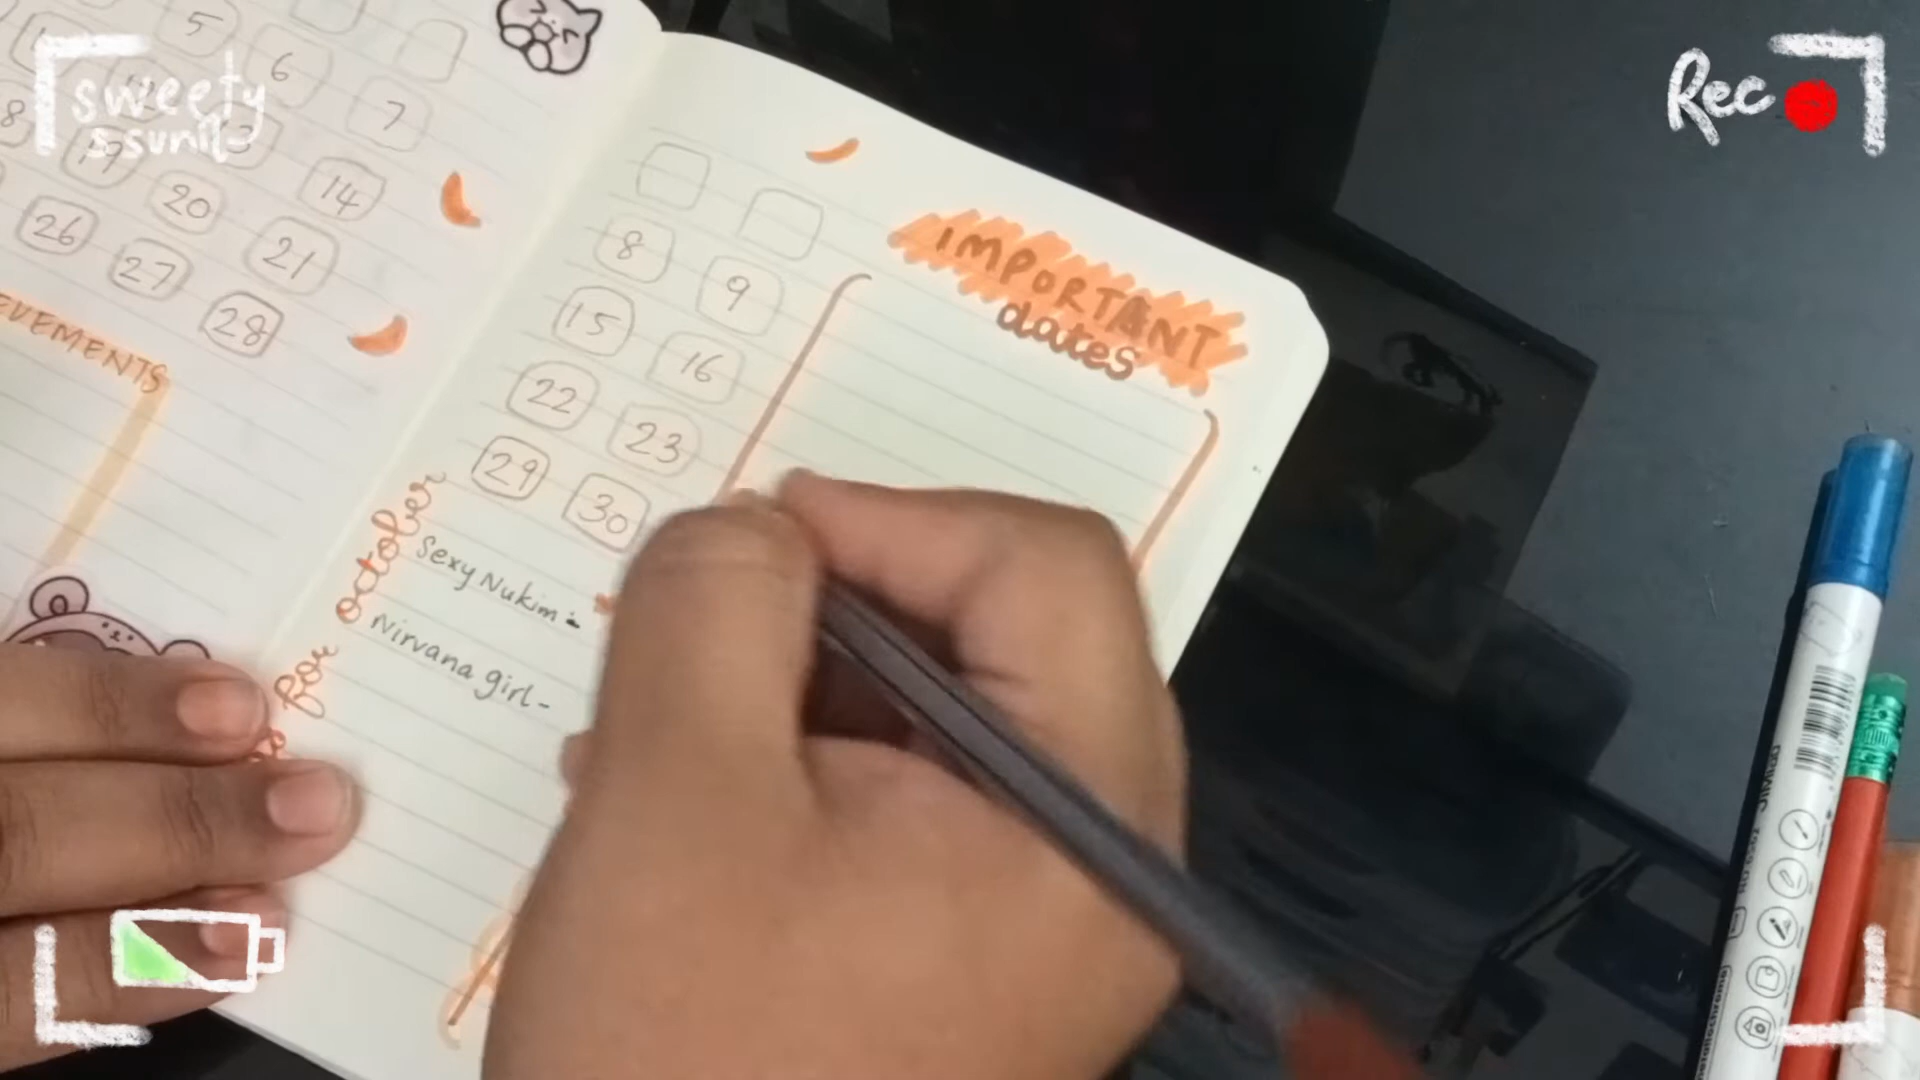 sweety
ssunil
Rec
5
6
7
8
14
19
20
21
26
27
28
8
9
15
16
22
23
29
30
IMPORTANT
dates
EVEMENTS
for october
Sexy Nukim :-
Nirvana girl -